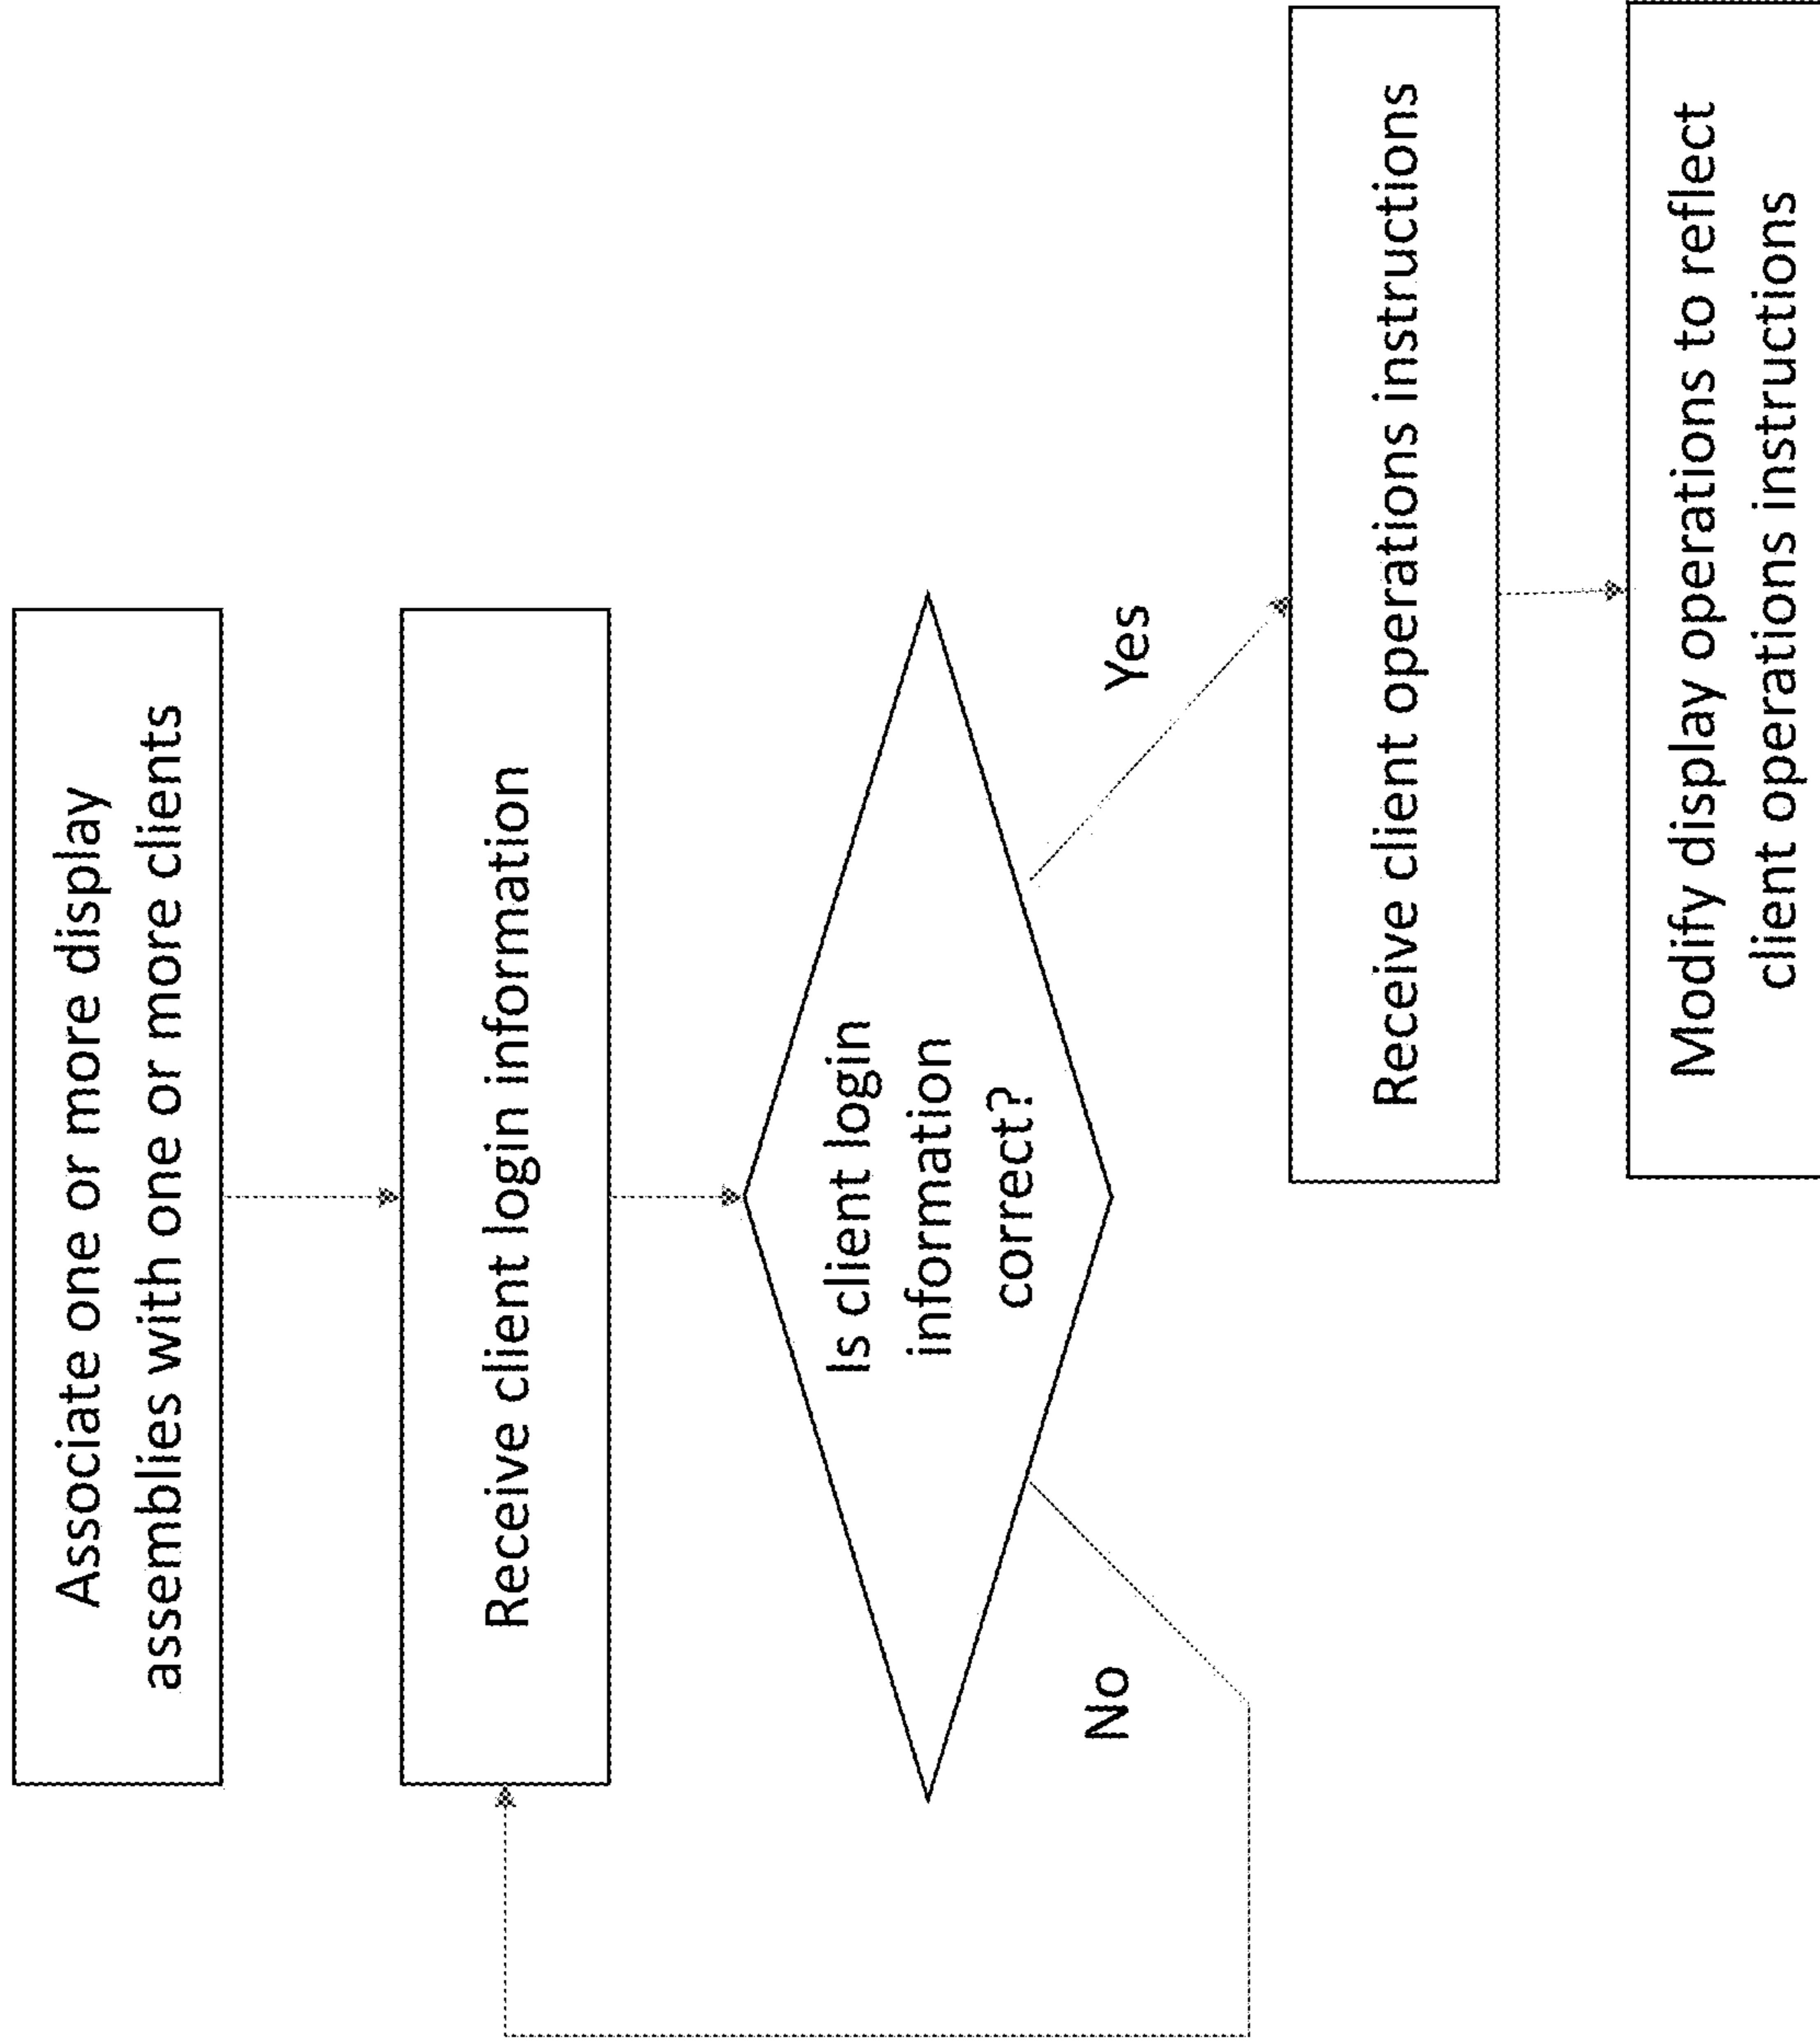 Associate one or more display
assemblies with one or more clients
Receive client login information
Is client login
information
correct?
No
Yes
Receive client operations instructions
Modify display operations to reflect
client operations instructions